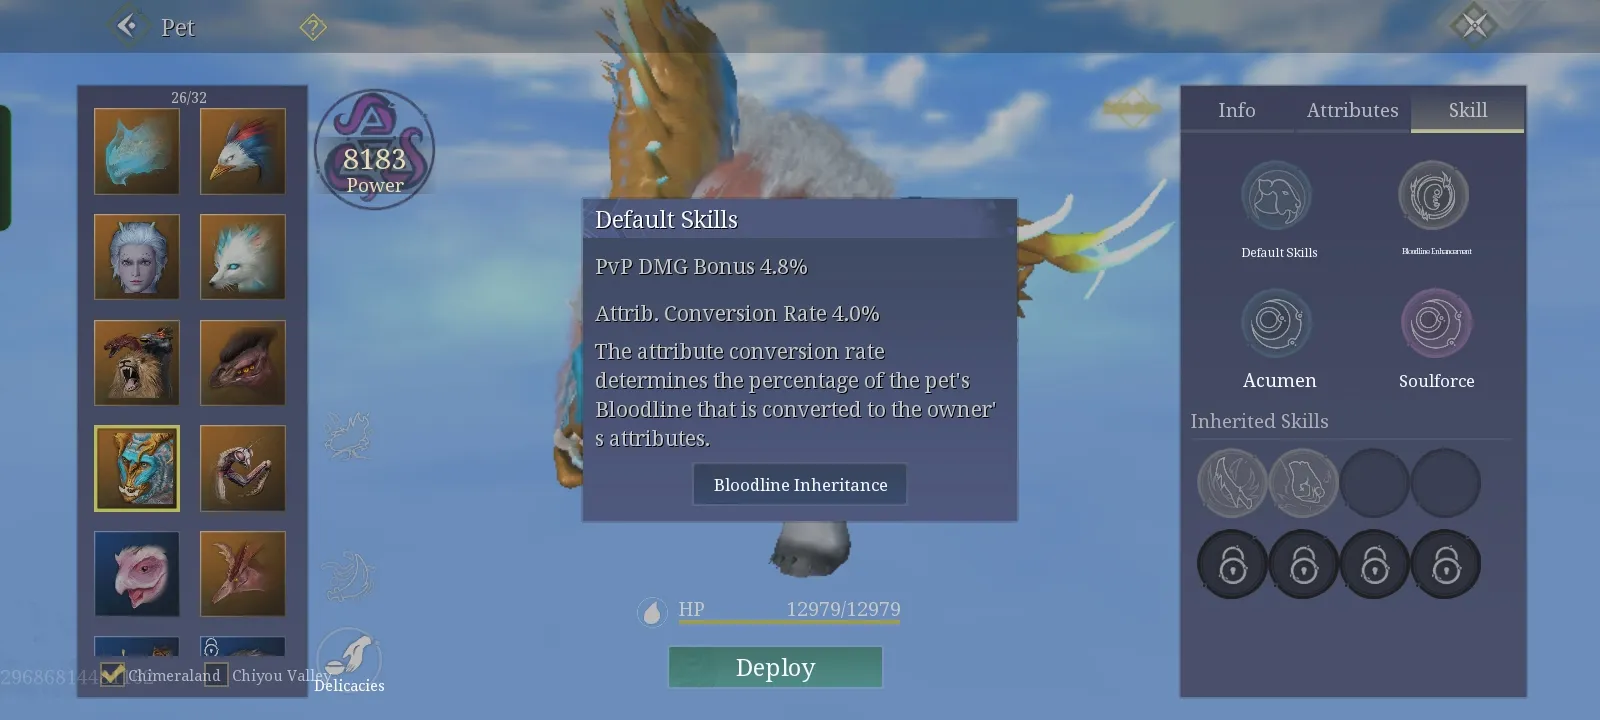 Pet
?
26/32
8183
Power
Default Skills
PvP DMG Bonus 4.8%
Attrib. Conversion Rate 4.0%
The attribute conversion rate
determines the percentage of the pet's
Bloodline that is converted to the owner'
s attributes.
Bloodline Inheritance
HP 12979/12979
Deploy
Chimeraland
Chiyou Valley
Delicacies
Info Attributes Skill
Default Skills
Bloodline Enhancement
Acumen
Soulforce
Inherited Skills